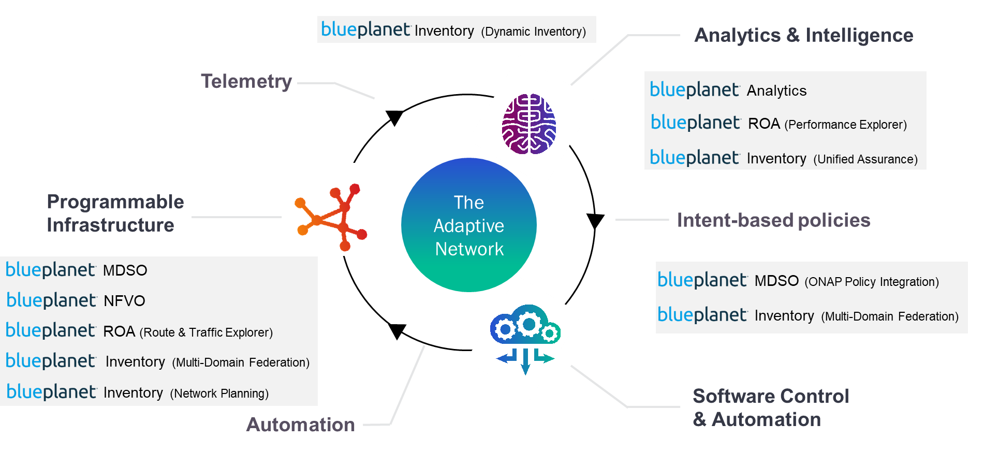 blueplanet Inventory (Dynamic Inventory)
Analytics & Intelligence
Telemetry
blueplanet Analytics
blueplanet ROA (Performance Explorer)
blueplanet Inventory (Unified Assurance)
Programmable
Infrastructure
The
Adaptive
Network
Intent-based policies
blueplanet MDSO
blueplanet NFVO
blueplanet ROA (Route & Traffic Explorer)
blueplanet Inventory (Multi-Domain Federation)
blueplanet Inventory (Network Planning)
blueplanet MDSO (ONAP Policy Integration)
blueplanet Inventory (Multi-Domain Federation)
Automation
Software Control
& Automation